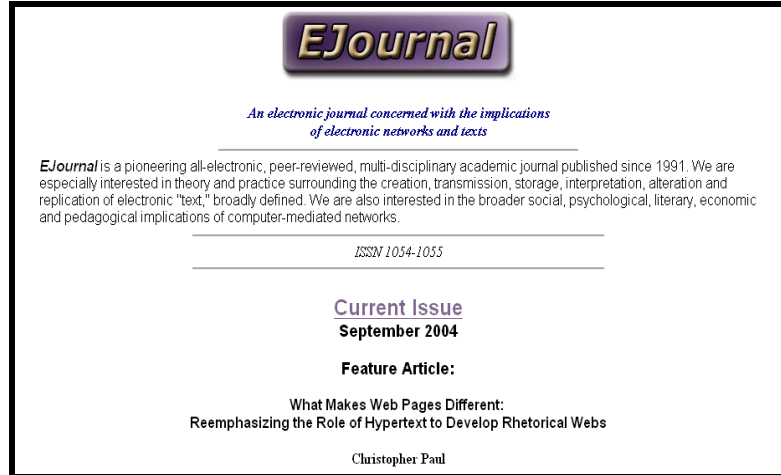 EJournal
An electronic journal concerned with the implications
of electronic networks and texts
EJournal is a pioneering all-electronic, peer-reviewed, multi-disciplinary academic journal published since 1991. We are
especially interested in theory and practice surrounding the creation, transmission, storage, interpretation, alteration and
replication of electronic "text," broadly defined. We are also interested in the broader social, psychological, literary, economic
and pedagogical implications of computer-mediated networks.
ISSN 1054-1055
Current Issue
September 2004
Feature Article:
What Makes Web Pages Different:
Reemphasizing the Role of Hypertext to Develop Rhetorical Webs
Christopher Paul